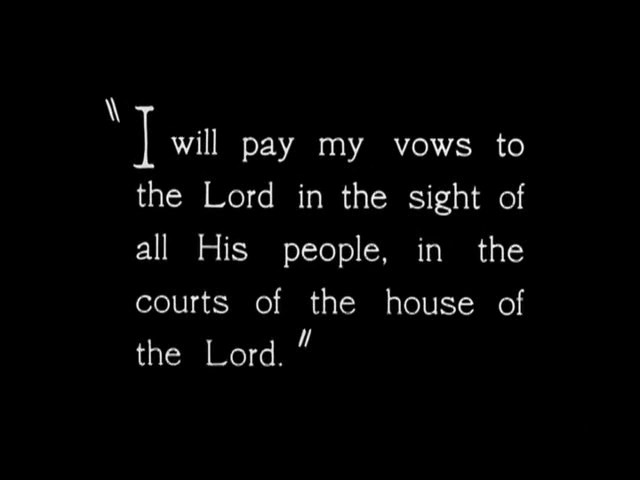 "I will pay my vows to
the Lord in the sight of
all His people, in the
courts of the house of
the Lord."